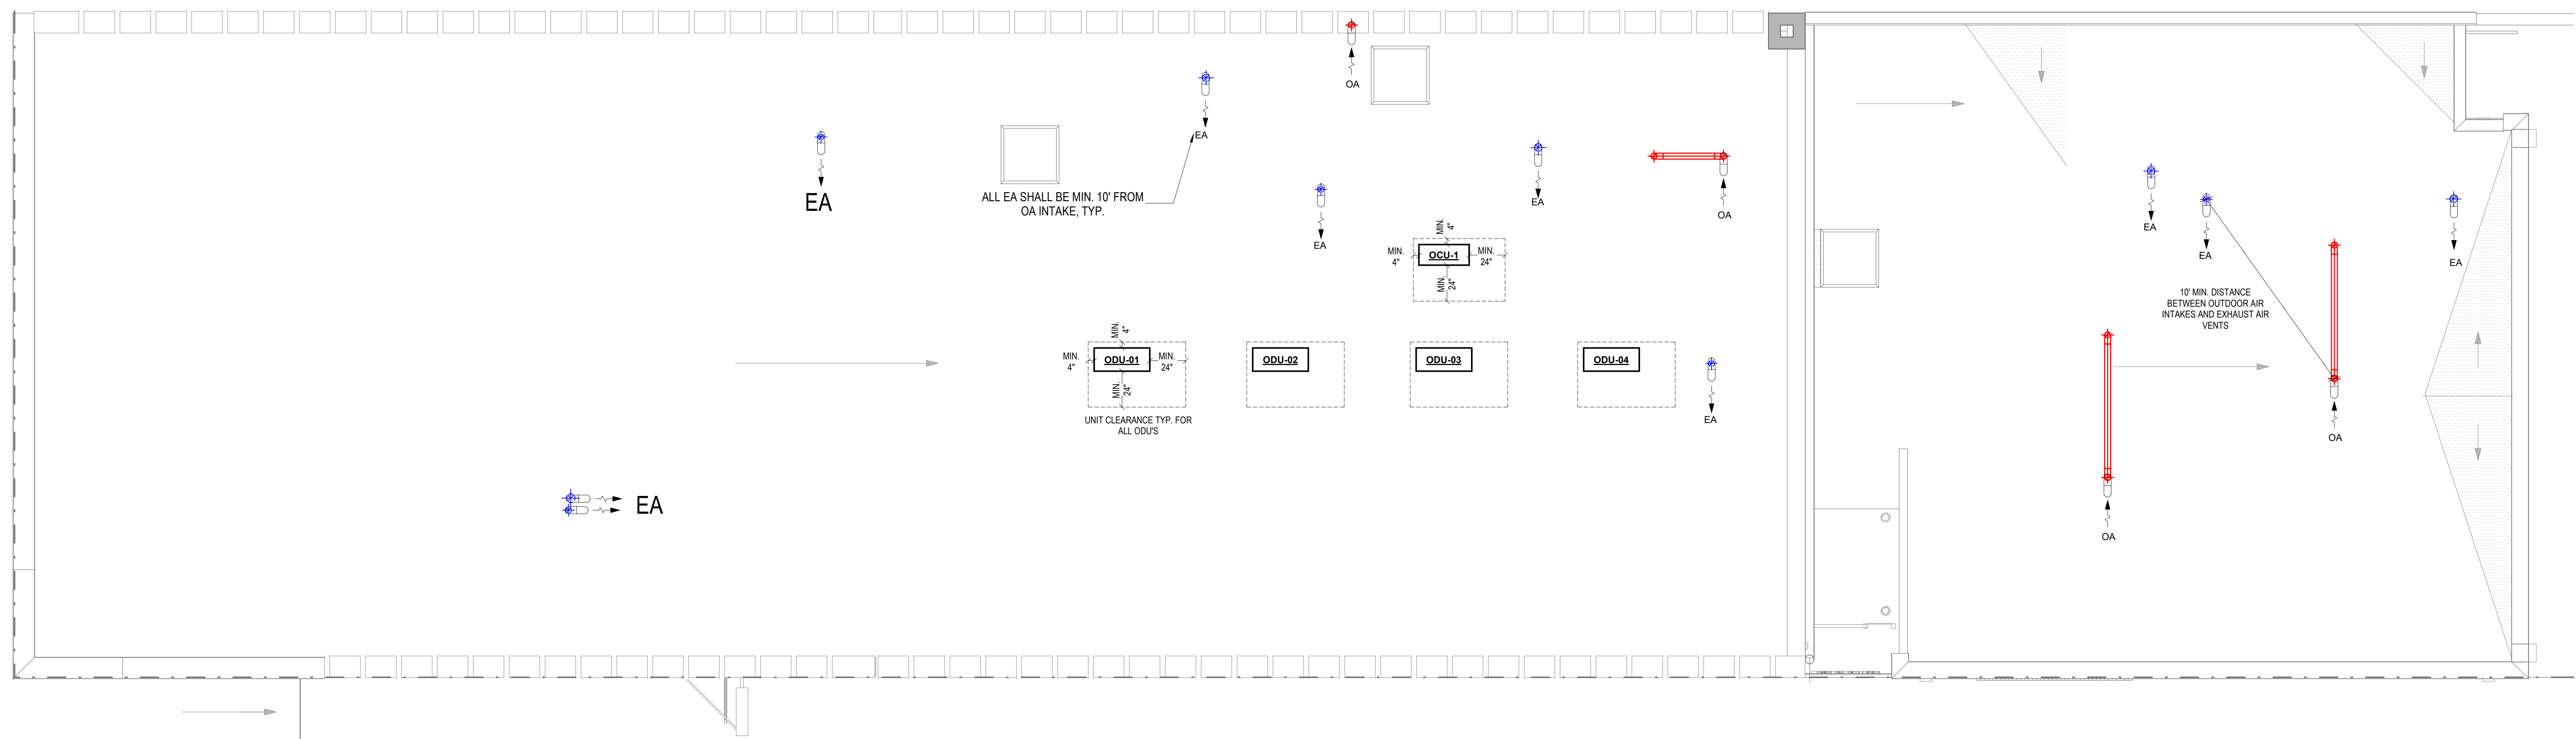 OA
EA
EA
ALL EA SHALL BE MIN. 10' FROM
OA INTAKE, TYP.
EA
EA
OA
MIN.
4"
MIN.
4"
OCU-1
MIN.
24"
MIN.
24"
MIN.
4"
MIN.
4"
ODU-01
MIN.
24"
MIN.
24"
UNIT CLEARANCE TYP. FOR
ALL ODU'S
ODU-02
ODU-03
ODU-04
EA
EA
EA
EA
EA
10' MIN. DISTANCE
BETWEEN OUTDOOR AIR
INTAKES AND EXHAUST AIR
VENTS
OA
OA